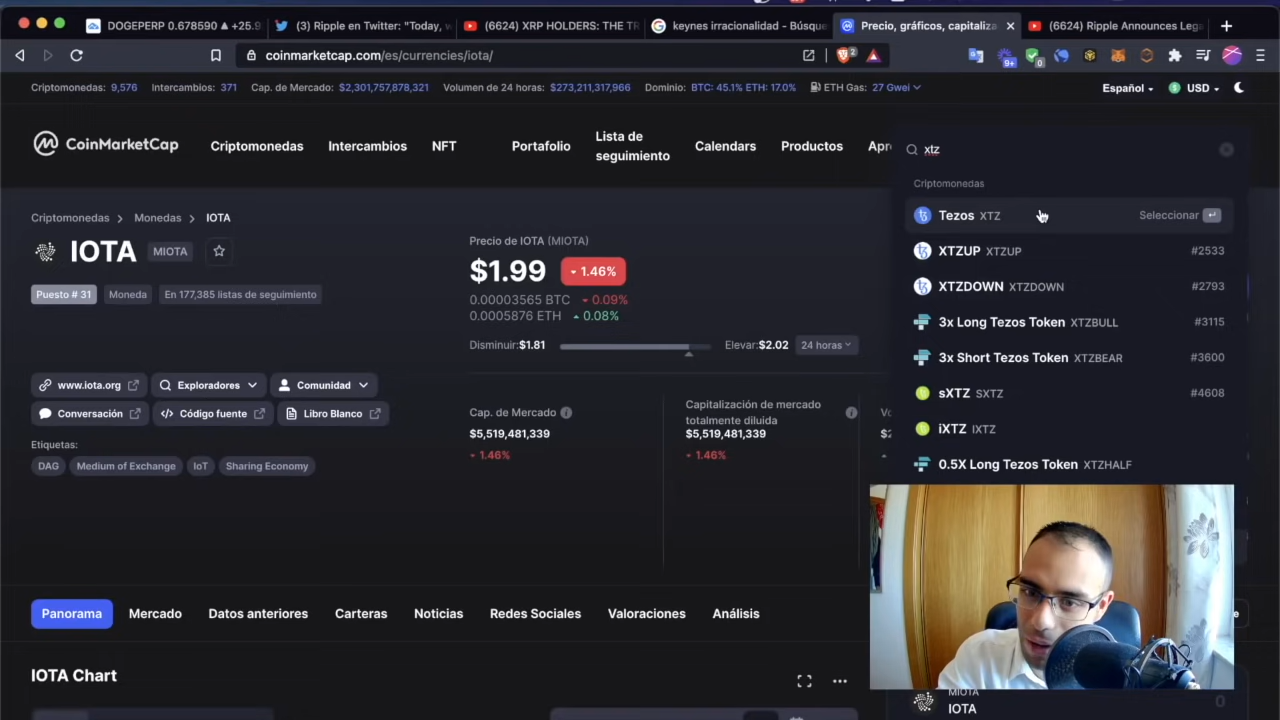 DOGEPERP 0.678590 ▲ +25.9
(3) Ripple en Twitter: "Today, w
(6624) XRP HOLDERS: THE TR
keynes irracionalidad - Búsque
Precio, gráficos, capitaliza
(6624) Ripple Announces Lega
coinmarketcap.com/es/currencies/iota/
2
9+
0
Criptomonedas: 9,576 Intercambios: 371 Cap. de Mercado: $2,301,757,878,321 Volumen de 24 horas: $273,211,317,966 Dominio: BTC: 45.1% ETH: 17.0% ETH Gas: 27 Gwei
Español
USD
CoinMarketCap
Criptomonedas
Intercambios
NFT
Portafolio
Lista de
seguimiento
Calendars
Productos
Apr
xtz
Criptomonedas
Tezos XTZ Seleccionar
XTZUP XTZUP #2533
XTZDOWN XTZDOWN #2793
3x Long Tezos Token XTZBULL #3115
3x Short Tezos Token XTZBEAR #3600
sXTZ SXTZ #4608
iXTZ IXTZ
0.5X Long Tezos Token XTZHALF
Criptomonedas > Monedas > IOTA
IOTA MIOTA
Puesto # 31
Moneda
En 177,385 listas de seguimiento
Precio de IOTA (MIOTA)
$1.99 1.46%
0.00003565 BTC 0.09%
0.0005876 ETH 0.08%
Disminuir:$1.81
Elevar:$2.02
24 horas
www.iota.org
Exploradores
Comunidad
Conversación
Código fuente
Libro Blanco
Etiquetas:
DAG
Medium of Exchange
IoT
Sharing Economy
Cap. de Mercado
$5,519,481,339
1.46%
Capitalización de mercado
totalmente diluida
$5,519,481,339
1.46%
Panorama
Mercado
Datos anteriores
Carteras
Noticias
Redes Sociales
Valoraciones
Análisis
IOTA Chart
MIOTA
IOTA
0